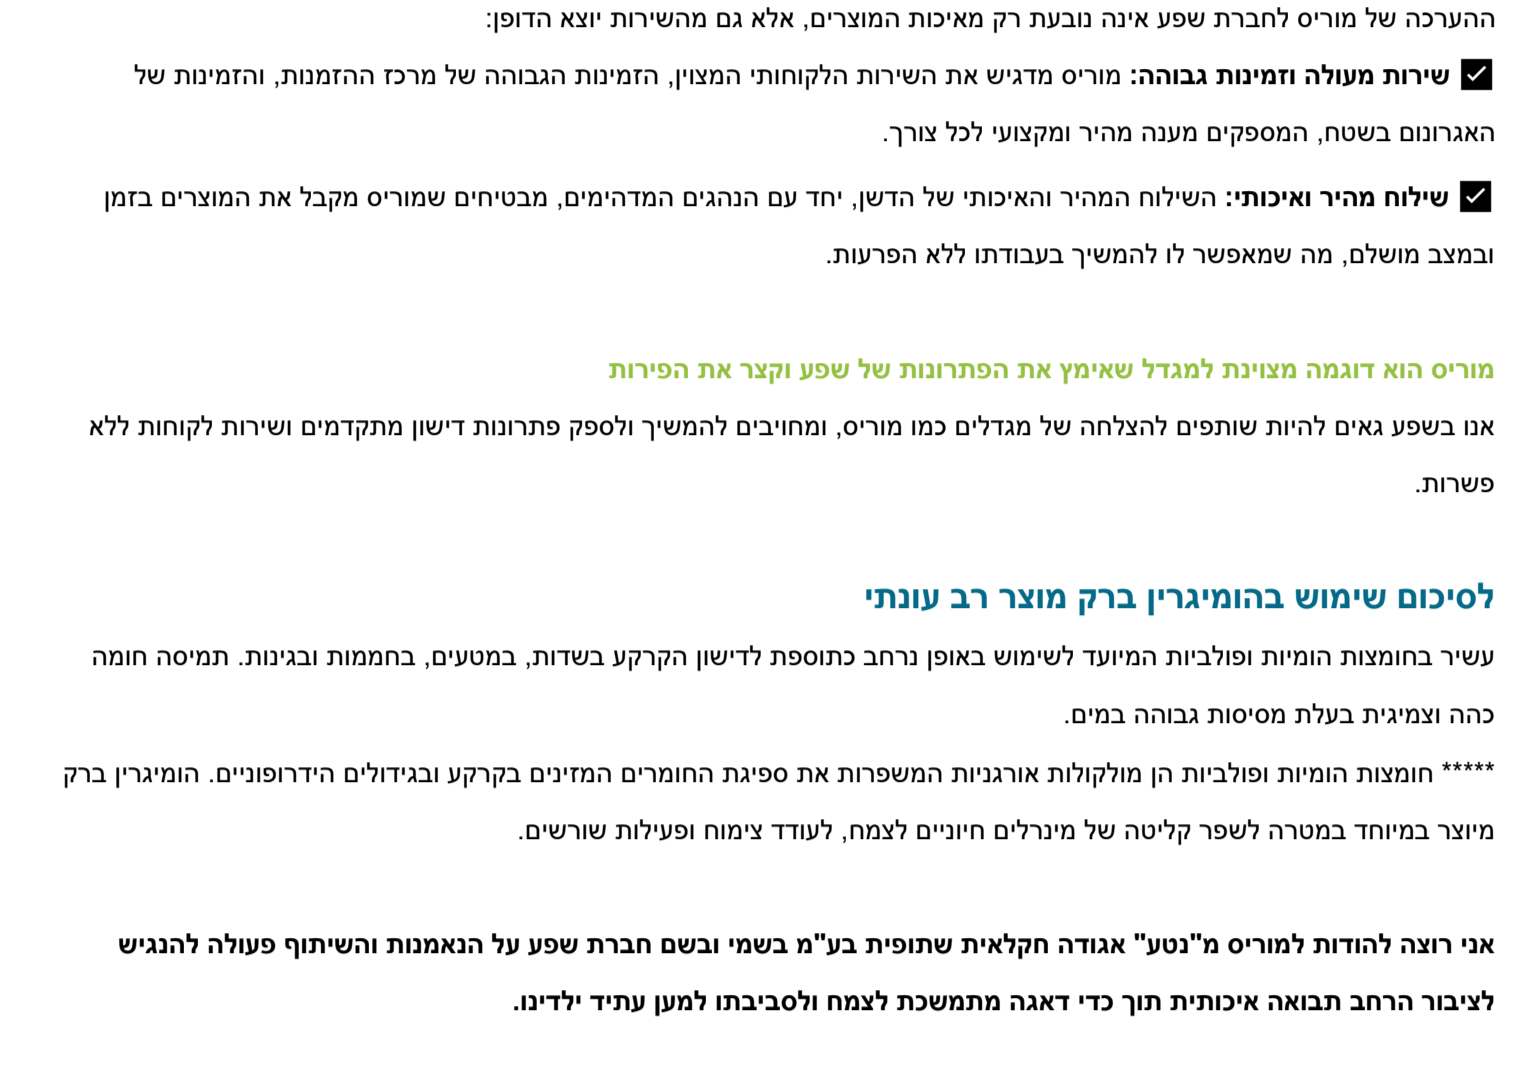 ההערכה של מוריס לחברת שפע אינה נובעת רק מאיכות המוצרים, אלא גם מהשירות יוצא הדופן:
שירות מעולה וזמינות גבוהה: מוריס מדגיש את השירות הלקוחותי המצוין, הזמינות הגבוהה של מרכז ההזמנות, והזמינות של
האגרונום בשטח, המספקים מענה מהיר ומקצועי לכל צורך.
שילוח מהיר ואיכותי: השילוח המהיר והאיכותי של הדשן, יחד עם הנהגים המדהימים, מבטיחים שמוריס מקבל את המוצרים בזמן
ובמצב מושלם, מה שמאפשר לו להמשיך בעבודתו ללא הפרעות.
מוריס הוא דוגמה מצוינת למגדל שאימץ את הפתרונות של שפע וקצר את הפירות
אנו בשפע גאים להיות שותפים להצלחה של מגדלים כמו מוריס, ומחויבים להמשיך ולספק פתרונות דישון מתקדמים ושירות לקוחות ללא
פשרות.
לסיכום שימוש בהומיגרין ברק מוצר רב עונתי
עשיר בחומצות הומיות ופולביות המיועד לשימוש באופן נרחב כתוספת לדישון הקרקע בשדות, במטעים, בחממות ובגינות. תמיסה חומה
כהה וצמיגית בעלת מסיסות גבוהה במים.
***** חומצות הומיות ופולביות הן מולקולות אורגניות המשפרות את ספיגת החומרים המזינים בקרקע ובגידולים הידרופוניים. הומיגרין ברק
מיוצר במיוחד במטרה לשפר קליטה של מינרלים חיוניים לצמח, לעודד צימוח ופעילות שורשים.
אני רוצה להודות למוריס מ"נטע" אגודה חקלאית שתופית בע"מ בשמי ובשם חברת שפע על הנאמנות והשיתוף פעולה להנגיש
לציבור הרחב תבואה איכותית תוך כדי דאגה מתמשכת לצמח ולסביבתו למען עתיד ילדינו.